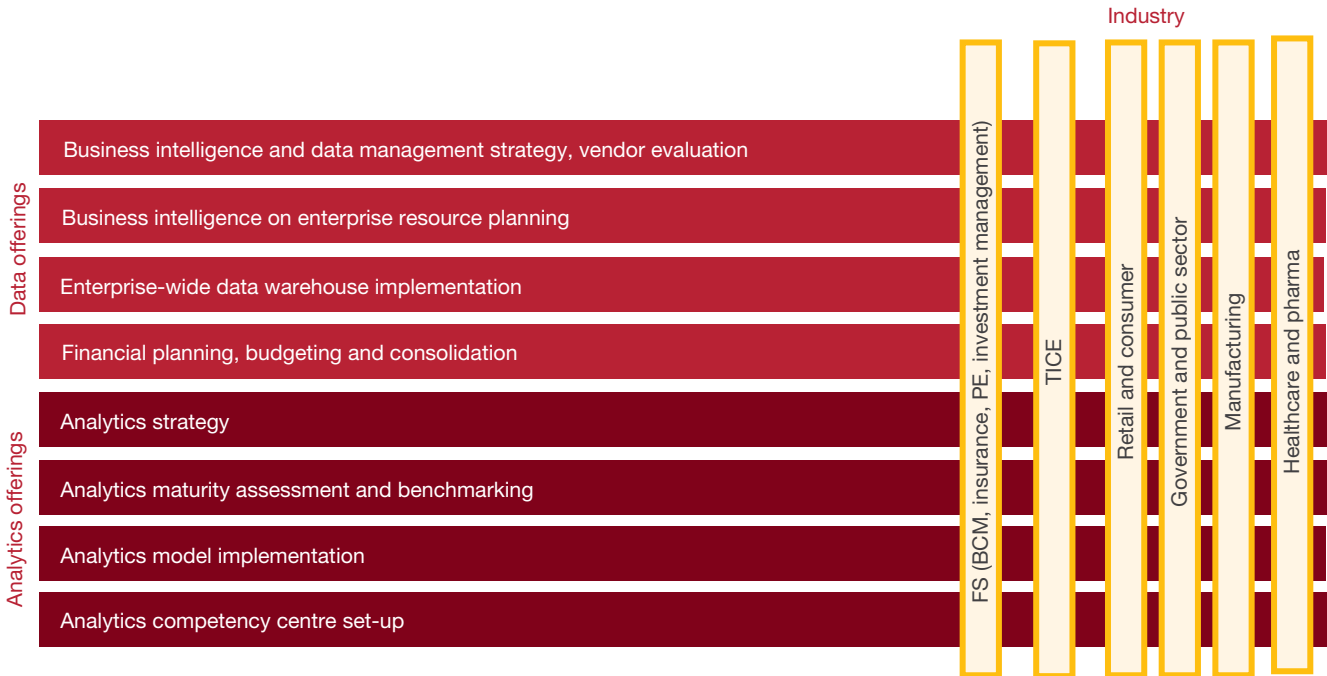 Industry
Data offerings
Business intelligence and data management strategy, vendor evaluation
Business intelligence on enterprise resource planning
Enterprise-wide data warehouse implementation
Financial planning, budgeting and consolidation
Analytics offerings
Analytics strategy
Analytics maturity assessment and benchmarking
Analytics model implementation
Analytics competency centre set-up
FS (BCM, insurance, PE, investment management)
TICE
Retail and consumer
Government and public sector
Manufacturing
Healthcare and pharma